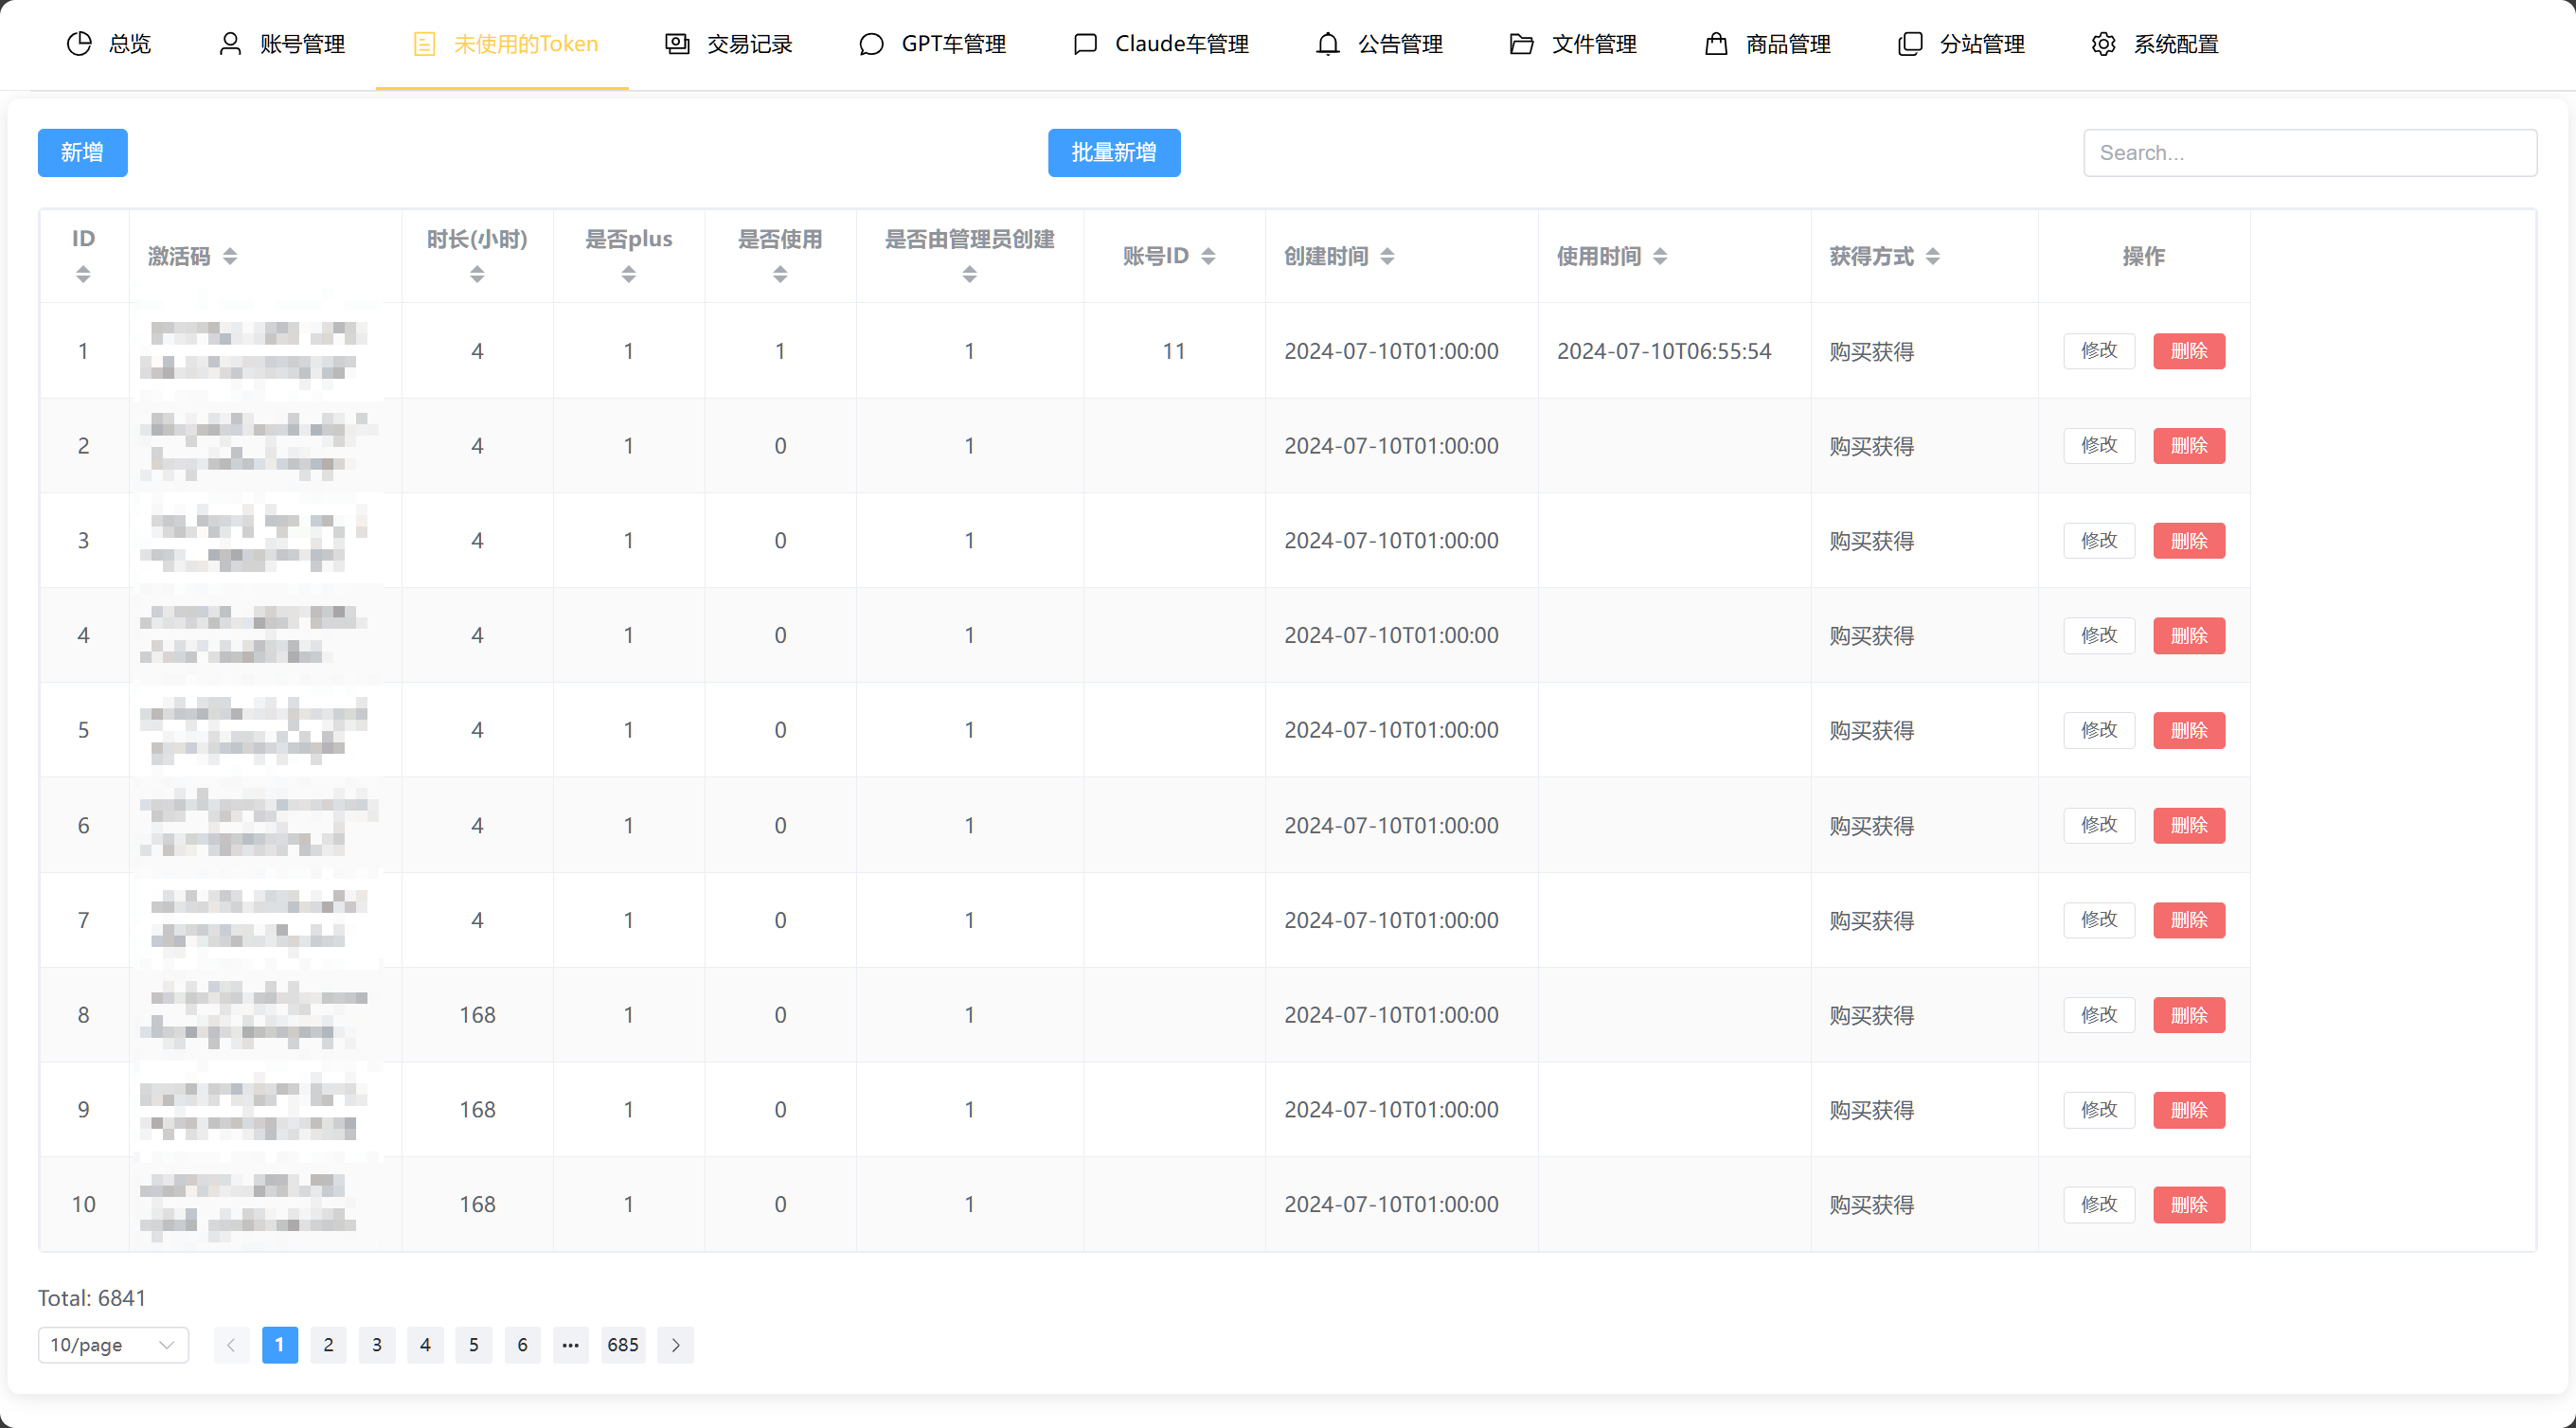 总览 账号管理 未使用的Token 交易记录 GPT车管理 Claude车管理 公告管理 文件管理 商品管理 分站管理 系统配置
新增 批量新增 Search...
ID 激活码 时长(小时) 是否plus 是否使用 是否由管理员创建 账号ID 创建时间 使用时间 获得方式 操作
1 4 1 1 1 11 2024-07-10T01:00:00 2024-07-10T06:55:54 购买获得 修改 删除
2 4 1 0 1 2024-07-10T01:00:00 购买获得 修改 删除
3 4 1 0 1 2024-07-10T01:00:00 购买获得 修改 删除
4 4 1 0 1 2024-07-10T01:00:00 购买获得 修改 删除
5 4 1 0 1 2024-07-10T01:00:00 购买获得 修改 删除
6 4 1 0 1 2024-07-10T01:00:00 购买获得 修改 删除
7 4 1 0 1 2024-07-10T01:00:00 购买获得 修改 删除
8 168 1 0 1 2024-07-10T01:00:00 购买获得 修改 删除
9 168 1 0 1 2024-07-10T01:00:00 购买获得 修改 删除
10 168 1 0 1 2024-07-10T01:00:00 购买获得 修改 删除
Total: 6841
10/page 1 2 3 4 5 6 ... 685